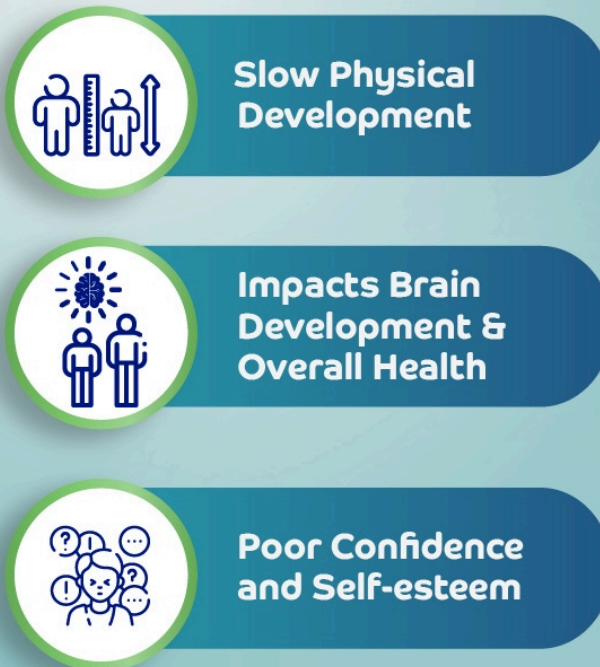 Slow Physical
Development
Impacts Brain
Development &
Overall Health
Poor Confidence
and Self-esteem